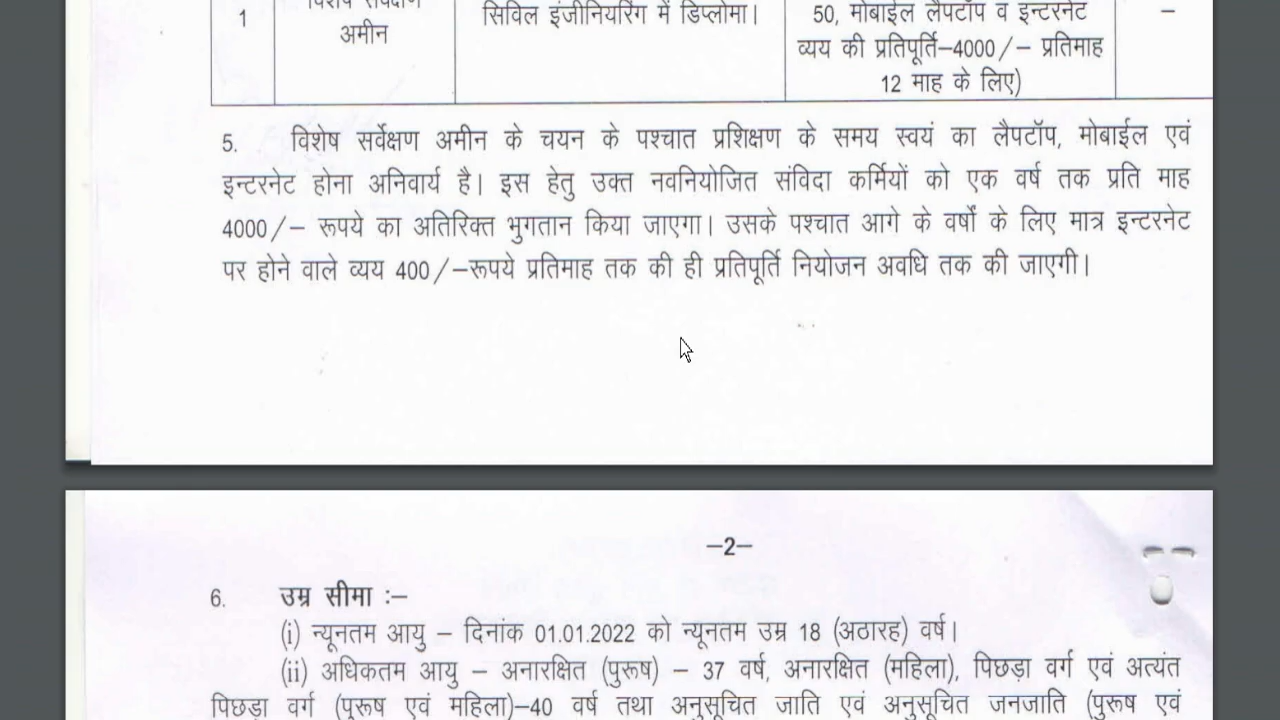 1
अमीन
सिविल इंजीनियरिंग में डिप्लोमा।
50, मोबाईल लैपटॉप व इन्टरनेट
व्यय की प्रतिपूर्ति–4000/– प्रतिमाह
12 माह के लिए)
–
5. विशेष सर्वेक्षण अमीन के चयन के पश्चात प्रशिक्षण के समय स्वयं का लैपटॉप, मोबाईल एवं
इन्टरनेट होना अनिवार्य है। इस हेतु उक्त नवनियोजित संविदा कर्मियों को एक वर्ष तक प्रति माह
4000/– रूपये का अतिरिक्त भुगतान किया जाएगा। उसके पश्चात आगे के वर्षों के लिए मात्र इन्टरनेट
पर होने वाले व्यय 400/–रूपये प्रतिमाह तक की ही प्रतिपूर्ति नियोजन अवधि तक की जाएगी।
–2–
6. उम्र सीमा :–
(i) न्यूनतम आयु – दिनांक 01.01.2022 को न्यूनतम उम्र 18 (अठारह) वर्ष।
(ii) अधिकतम आयु – अनारक्षित (पुरूष) – 37 वर्ष, अनारक्षित (महिला), पिछड़ा वर्ग एवं अत्यंत
पिछड़ा वर्ग (पुरूष एवं महिला)–40 वर्ष तथा अनुसूचित जाति एवं अनुसूचित जनजाति (पुरूष एवं